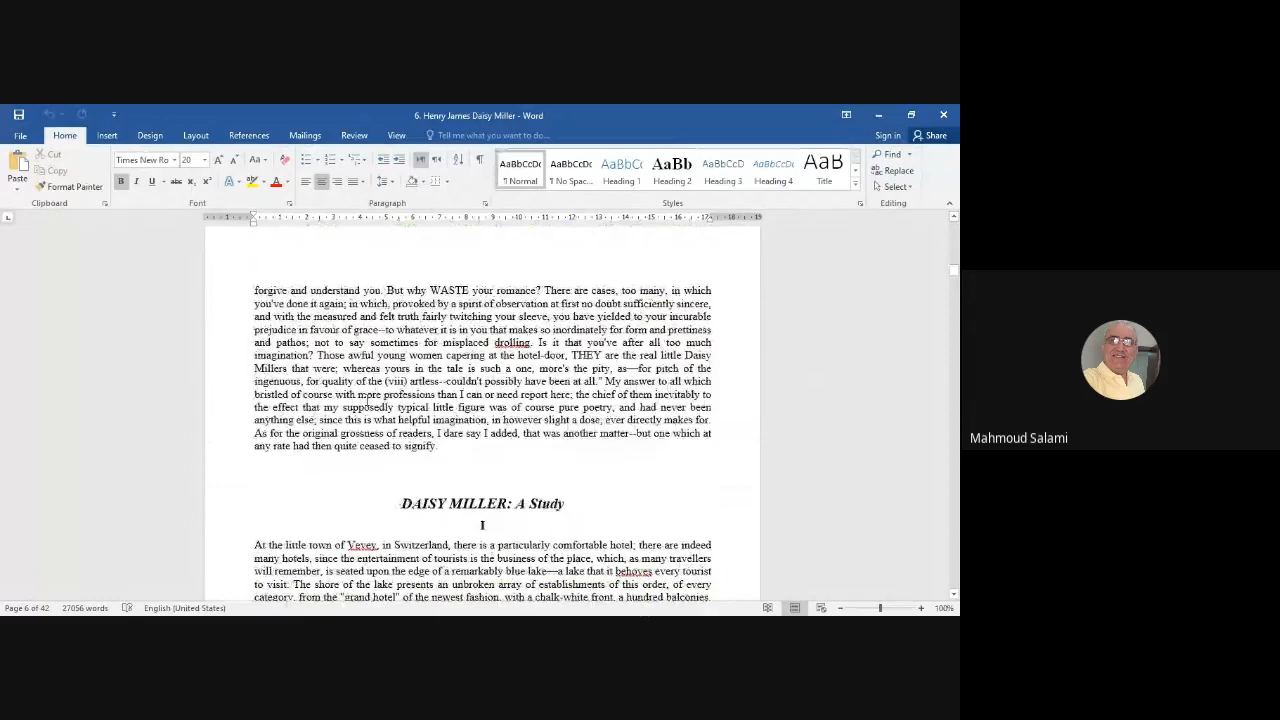 6. Henry James Daisy Miller - Word
File Home Insert Design Layout References Mailings Review View Tell me what you want to do... Sign in Share
Paste
Cut
Copy
Format Painter
Clipboard
Times New Ro 20
Font
Paragraph
AaBbCcDc AaBbCcDc AaBbCc AaBb AaBbCcD AaBbCcD AaB
¶ Normal ¶ No Spac... Heading 1 Heading 2 Heading 3 Heading 4 Title
Styles
Find
Replace
Select
Editing
forgive and understand you. But why WASTE your romance? There are cases, too many, in which
you've done it again; in which, provoked by a spirit of observation at first no doubt sufficiently sincere,
and with the measured and felt truth fairly twitching your sleeve, you have yielded to your incurable
prejudice in favour of grace--to whatever it is in you that makes so inordinately for form and prettiness
and pathos; not to say sometimes for misplaced drolling. Is it that you've after all too much
imagination? Those awful young women capering at the hotel-door, THEY are the real little Daisy
Millers that were; whereas yours in the tale is such a one, more's the pity, as—for pitch of the
ingenuous, for quality of the (viii) artless--couldn't possibly have been at all." My answer to all which
bristled of course with more professions than I can or need report here; the chief of them inevitably to
the effect that my supposedly typical little figure was of course pure poetry, and had never been
anything else; since this is what helpful imagination, in however slight a dose, ever directly makes for.
As for the original grossness of readers, I dare say I added, that was another matter--but one which at
any rate had then quite ceased to signify.
DAISY MILLER: A Study
I
At the little town of Vevey, in Switzerland, there is a particularly comfortable hotel; there are indeed
many hotels, since the entertainment of tourists is the business of the place, which, as many travellers
will remember, is seated upon the edge of a remarkably blue lake—a lake that it behoves every tourist
to visit. The shore of the lake presents an unbroken array of establishments of this order, of every
category, from the "grand hotel" of the newest fashion, with a chalk-white front, a hundred balconies,
Page 6 of 42 27056 words English (United States) 100%
Mahmoud Salami